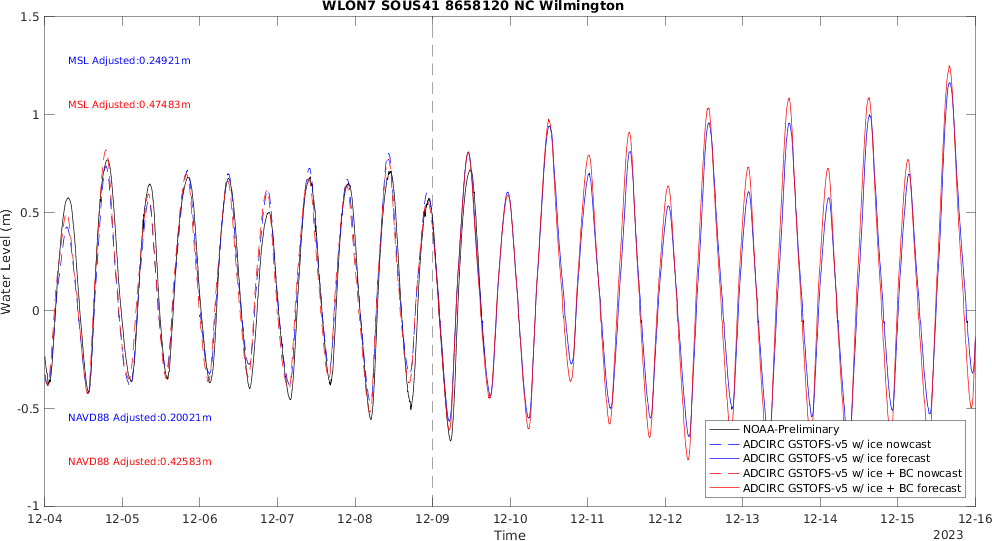 WLON7 SOUS41 8658120 NC Wilmington
1.5
1
0.5
0
-0.5
-1
Water Level (m)
MSL Adjusted:0.24921m
MSL Adjusted:0.47483m
NAVD88 Adjusted:0.20021m
NAVD88 Adjusted:0.42583m
NOAA-Preliminary
ADCIRC GSTOFS-v5 w/ ice nowcast
ADCIRC GSTOFS-v5 w/ ice forecast
ADCIRC GSTOFS-v5 w/ ice + BC nowcast
ADCIRC GSTOFS-v5 w/ ice + BC forecast
12-04 12-05 12-06 12-07 12-08 12-09 12-10 12-11 12-12 12-13 12-14 12-15 12-16
Time
2023